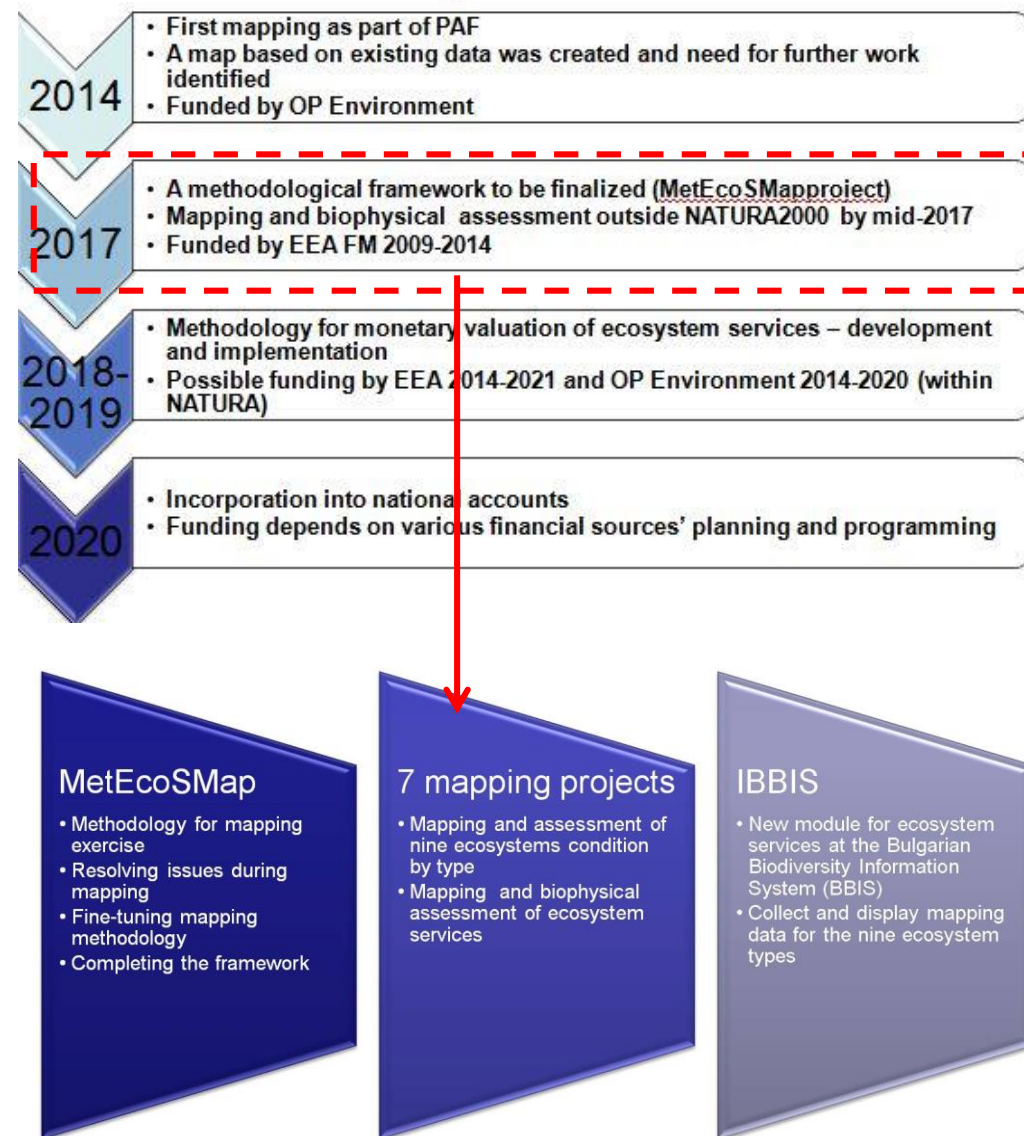 2014
• First mapping as part of PAF
• A map based on existing data was created and need for further work
identified
• Funded by OP Environment
2017
• A methodological framework to be finalized (MetEcoSMapproject)
• Mapping and biophysical assessment outside NATURA2000 by mid-2017
• Funded by EEA FM 2009-2014
2018-
2019
• Methodology for monetary valuation of ecosystem services – development
and implementation
• Possible funding by EEA 2014-2021 and OP Environment 2014-2020 (within
NATURA)
2020
• Incorporation into national accounts
• Funding depends on various financial sources’ planning and programming
MetEcoSMap
• Methodology for mapping
exercise
• Resolving issues during
mapping
• Fine-tuning mapping
methodology
• Completing the framework
7 mapping projects
• Mapping and assessment of
nine ecosystems condition
by type
• Mapping and biophysical
assessment of ecosystem
services
IBBIS
• New module for ecosystem
services at the Bulgarian
Biodiversity Information
System (BBIS)
• Collect and display mapping
data for the nine ecosystem
types